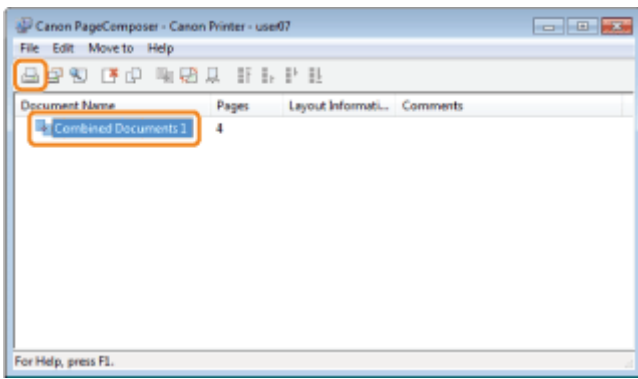 Canon PageComposer - Canon Printer - user07
File Edit Move to Help
Document Name Pages Layout Informati... Comments
Combined Documents 1 4
For Help, press F1.